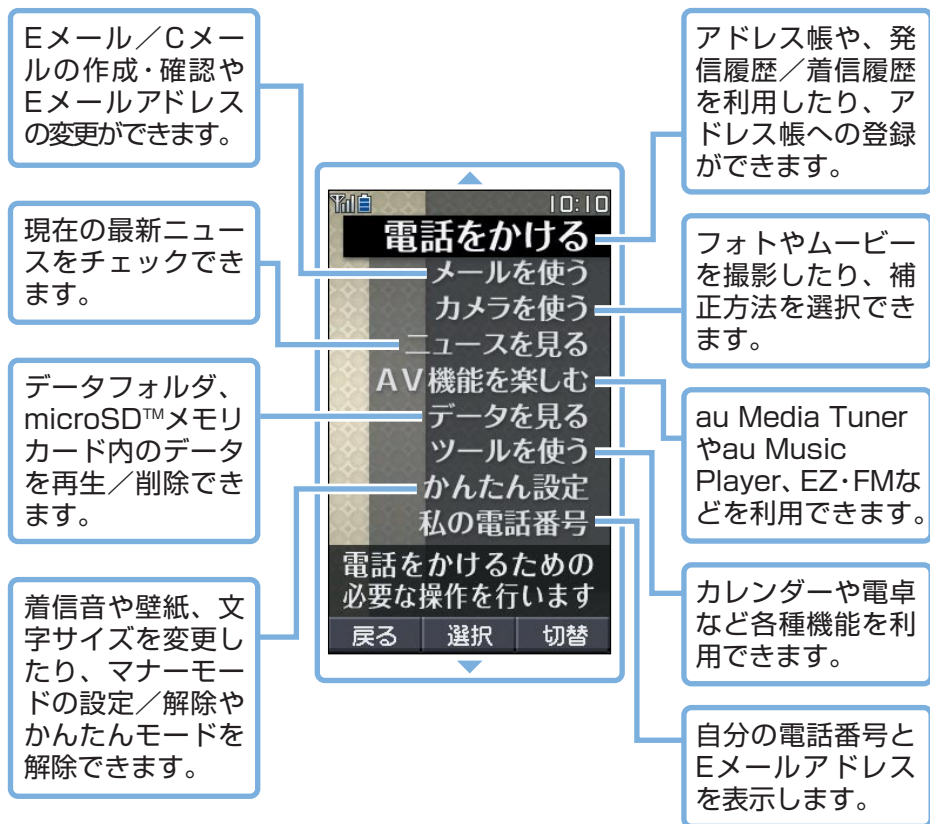 Eメール／Cメー
ルの作成・確認や
Eメールアドレス
の変更ができます。
現在の最新ニュー
スをチェックでき
ます。
データフォルダ、
microSD™メモリ
カード内のデータ
を再生／削除でき
ます。
着信音や壁紙、文
字サイズを変更し
たり、マナーモー
ドの設定／解除や
かんたんモードを
解除できます。
10:10
電話をかける
メールを使う
カメラを使う
ニュースを見る
AV機能を楽しむ
データを見る
ツールを使う
かんたん設定
私の電話番号
電話をかけるための
必要な操作を行います
戻る 選択 切替
アドレス帳や、発
信履歴／着信履歴
を利用したり、ア
ドレス帳への登録
ができます。
フォトやムービー
を撮影したり、補
正方法を選択でき
ます。
au Media Tuner
やau Music
Player、EZ・FMな
どを利用できます。
カレンダーや電卓
など各種機能を利
用できます。
自分の電話番号と
Eメールアドレス
を表示します。